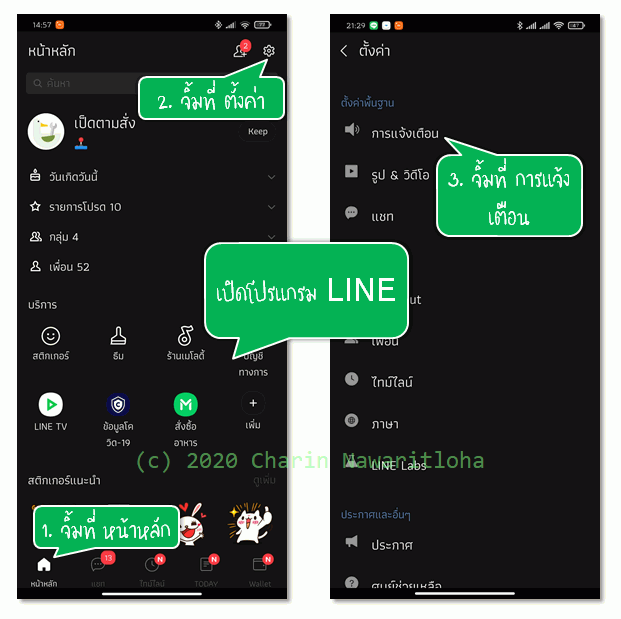 14:57
หน้าหลัก
2
ค้นหา
2. จิ้มที่ ตั้งค่า
เป็ดตามสั่ง
Keep
วันเกิดวันนี้
รายการโปรด 10
กลุ่ม 4
เพื่อน 52
เปิดโปรแกรม LINE
บริการ
สติกเกอร์
ธีม
ร้านเมโลดี้
บัญชี
ทางการ
LINE TV
ข้อมูลโค
วิด-19
สั่งซื้อ
อาหาร
เพิ่ม
(c) 2020 Charin Nawaritloha
สติกเกอร์แนะนำ
ดูเพิ่ม
1. จิ้มที่ หน้าหลัก
13
N
N
N
หน้าหลัก
แชท
ไทม์ไลน์
TODAY
Wallet
21:29
ตั้งค่า
ตั้งค่าพื้นฐาน
การแจ้งเตือน
3. จิ้มที่ การแจ้ง
เตือน
รูป & วิดีโอ
แชท
เพื่อน
ไทม์ไลน์
ภาษา
LINE Labs
ประกาศและอื่นๆ
ประกาศ
ศูนย์ช่วยเหลือ